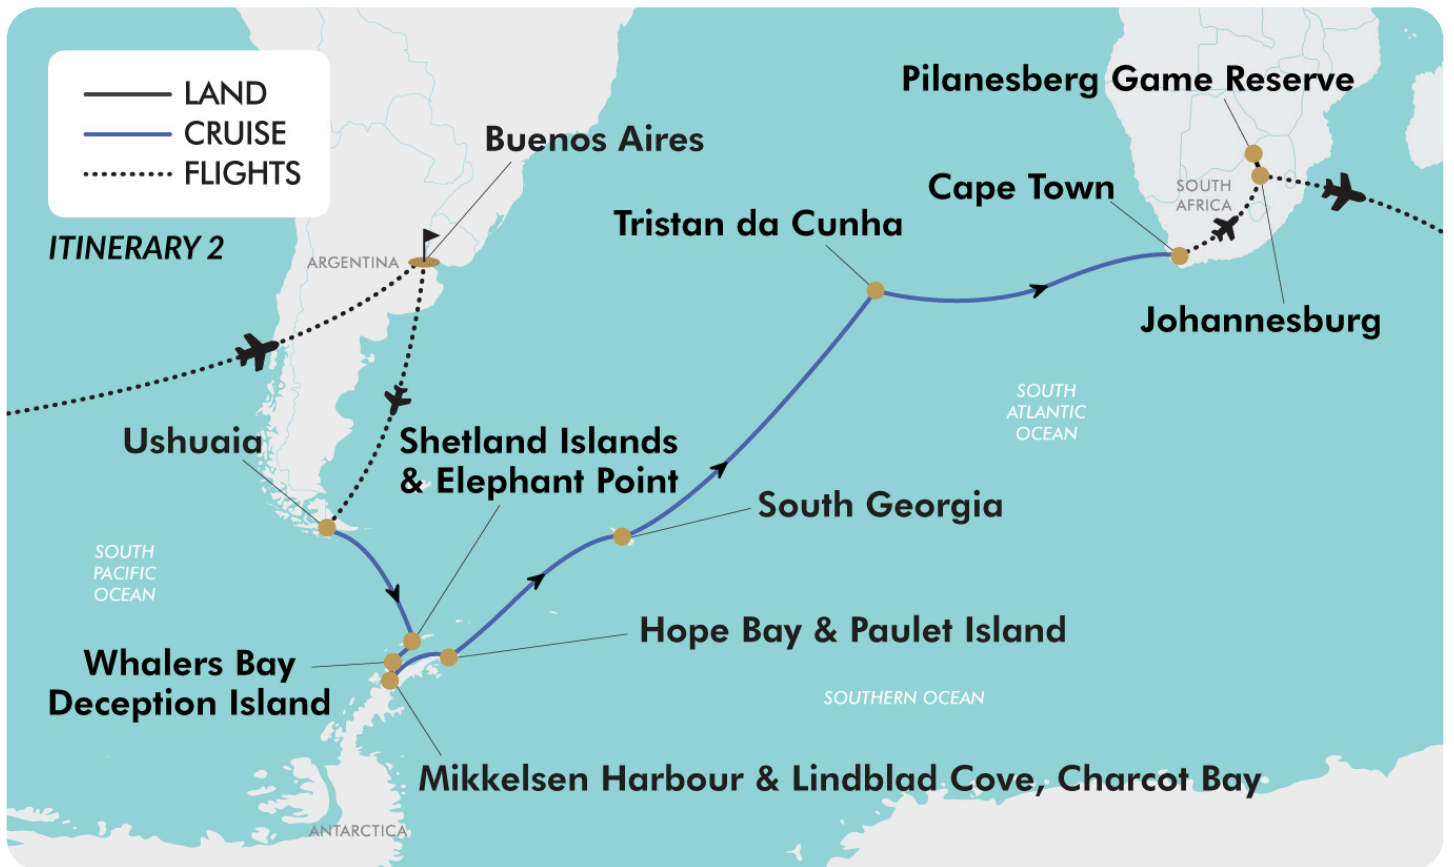 LAND
CRUISE
FLIGHTS
ITINERARY 2
Pilanesberg Game Reserve
Buenos Aires
Cape Town
SOUTH
AFRICA
Tristan da Cunha
ARGENTINA
Johannesburg
SOUTH
ATLANTIC
OCEAN
Ushuaia
Shetland Islands
& Elephant Point
South Georgia
SOUTH
PACIFIC
OCEAN
Hope Bay & Paulet Island
Whalers Bay
Deception Island
SOUTHERN OCEAN
Mikkelsen Harbour & Lindblad Cove, Charcot Bay
ANTARCTICA